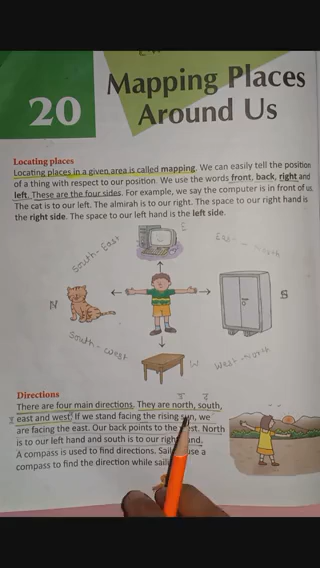 20
Mapping Places
Around Us
Locating places
Locating places in a given area is called mapping. We can easily tell the position
of a thing with respect to our position. We use the words front, back, right and
left. These are the four sides. For example, we say the computer is in front of us.
The cat is to our left. The almirah is to our right. The space to our right hand is
the right side. The space to our left hand is the left side.
E
South-East
East-North
N
S
South-West
W
West-North
Directions
There are four main directions. They are north, south,
east and west. If we stand facing the rising sun, we
are facing the east. Our back points to the west. North
is to our left hand and south is to our right hand.
A compass is used to find directions. use a
compass to find the direction while